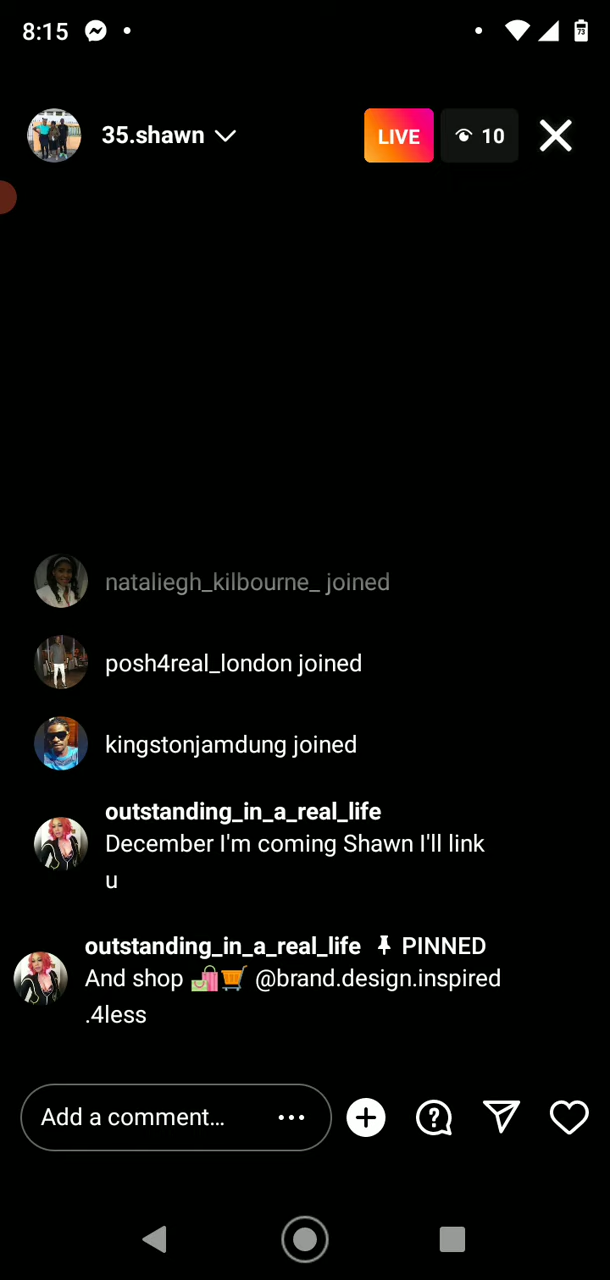 8:15
73
35.shawn
LIVE
10
nataliegh_kilbourne_ joined
posh4real_london joined
kingstonjamdung joined
outstanding_in_a_real_life
December I'm coming Shawn I'll link
u
outstanding_in_a_real_life PINNED
And shop 🛍️🛒 @brand.design.inspired
.4less
Add a comment...